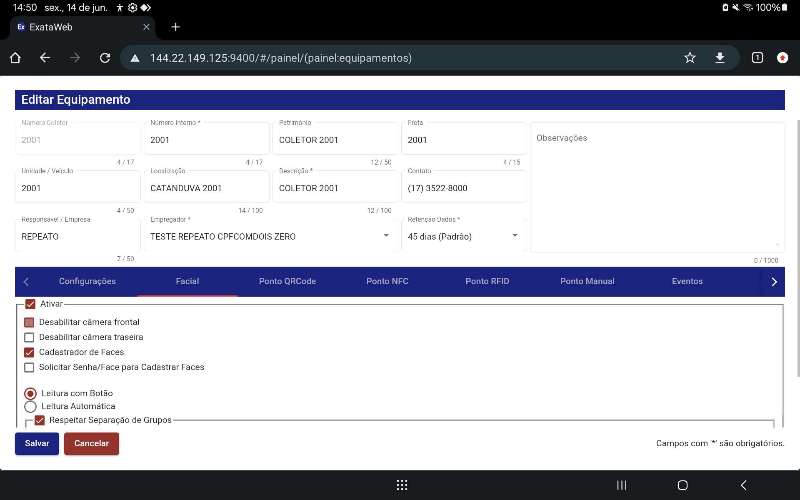 14:50 sex., 14 de jun. 100%
Ex ExataWeb
144.22.149.125:9400/#/painel/(painel:equipamentos) 1
Editar Equipamento
Número Coletor Número Interno * Patrimônio Frota
2001 2001 COLETOR 2001 2001 Observações
4 / 17 4 / 17 12 / 50 4 / 15
Unidade / Veículo Localização Descrição * Contato
2001 CATANDUVA 2001 COLETOR 2001 (17) 3522-8000
4 / 50 14 / 100 12 / 100
Responsável / Empresa Empregador * Retenção Dados *
REPEATO TESTE REPEATO CPFCOMDOIS ZERO 45 dias (Padrão)
7 / 50 0 / 1000
Configurações Facial Ponto QRCode Ponto NFC Ponto RFID Ponto Manual Eventos
Ativar
Desabilitar câmera frontal
Desabilitar câmera traseira
Cadastrador de Faces
Solicitar Senha/Face para Cadastrar Faces
Leitura com Botão
Leitura Automática
Respeitar Separação de Grupos
Salvar Cancelar Campos com '*' são obrigatórios.